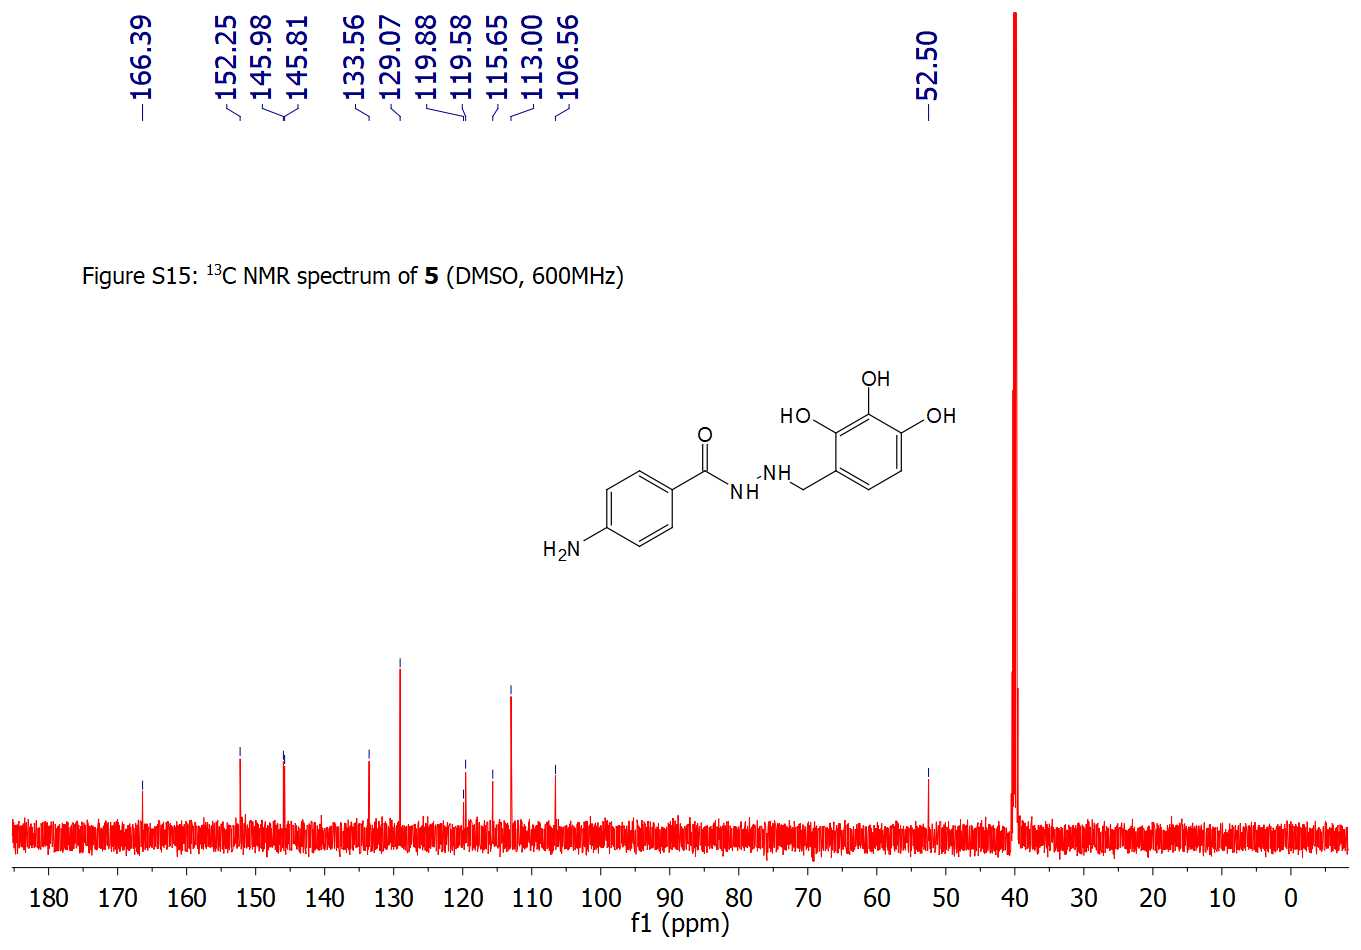 166.39
152.25
145.98
145.81
133.56
129.07
119.88
119.58
115.65
113.00
106.56
52.50
Figure S15: ¹³C NMR spectrum of 5 (DMSO, 600MHz)
OH
HO
OH
O
NH
NH
H₂N
180 170 160 150 140 130 120 110 100 90 80 70 60 50 40 30 20 10 0
f1 (ppm)